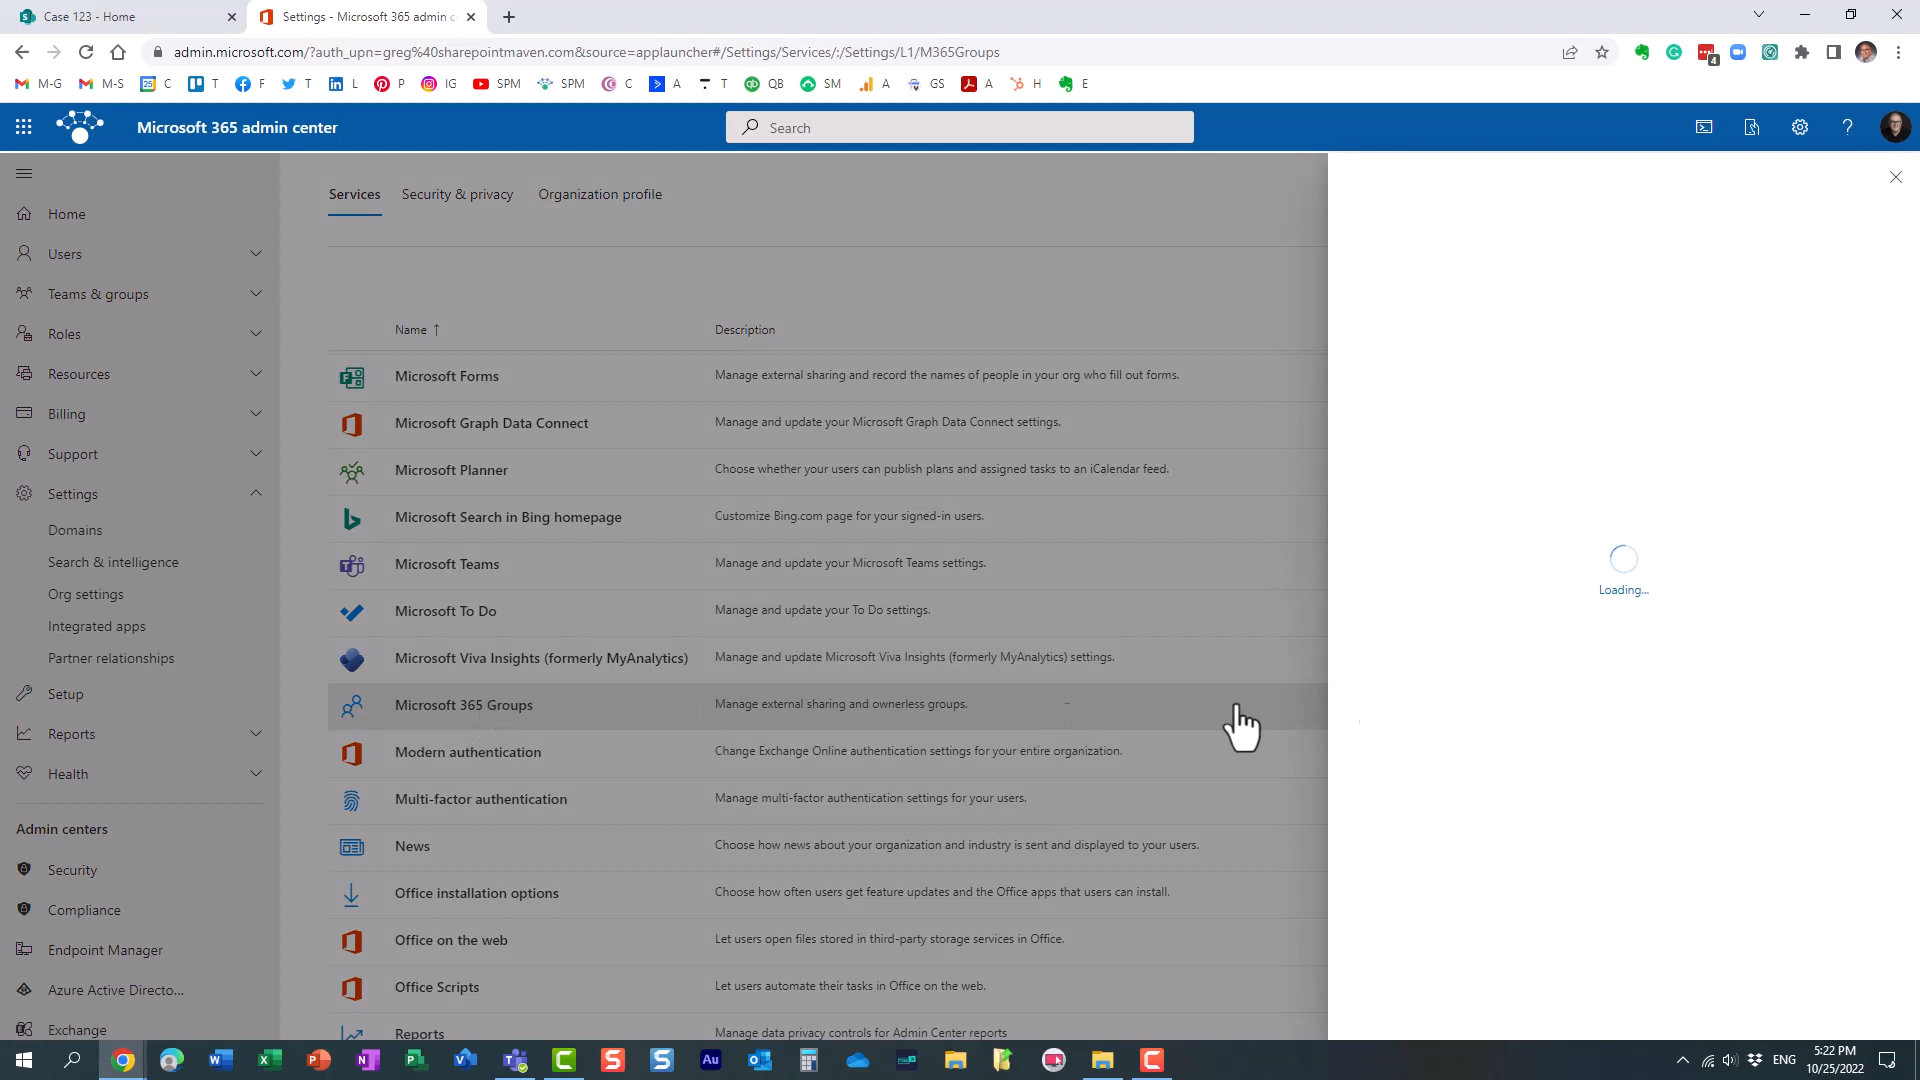 Case 123 - Home
Settings - Microsoft 365 admin c
admin.microsoft.com/?auth_upn=greg%40sharepointmaven.com&source=applauncher#/Settings/Services/:/Settings/L1/M365Groups
4
M-G
M-S
25
C
T
F
T
L
P
IG
SPM
SPM
C
A
T
QB
SM
A
GS
A
H
E
Microsoft 365 admin center
Search
Home
Users
Teams & groups
Roles
Resources
Billing
Support
Settings
Domains
Search & intelligence
Org settings
Integrated apps
Partner relationships
Setup
Reports
Health
Admin centers
Security
Compliance
Endpoint Manager
Azure Active Directo...
Exchange
Services
Security & privacy
Organization profile
Name ↑
Description
Microsoft Forms
Manage external sharing and record the names of people in your org who fill out forms.
Microsoft Graph Data Connect
Manage and update your Microsoft Graph Data Connect settings.
Microsoft Planner
Choose whether your users can publish plans and assigned tasks to an iCalendar feed.
Microsoft Search in Bing homepage
Customize Bing.com page for your signed-in users.
Microsoft Teams
Manage and update your Microsoft Teams settings.
Microsoft To Do
Manage and update your To Do settings.
Microsoft Viva Insights (formerly MyAnalytics)
Manage and update Microsoft Viva Insights (formerly MyAnalytics) settings.
Microsoft 365 Groups
Manage external sharing and ownerless groups.
Modern authentication
Change Exchange Online authentication settings for your entire organization.
Multi-factor authentication
Manage multi-factor authentication settings for your users.
News
Choose how news about your organization and industry is sent and displayed to your users.
Office installation options
Choose how often users get feature updates and the Office apps that users can install.
Office on the web
Let users open files stored in third-party storage services in Office.
Office Scripts
Let users automate their tasks in Office on the web.
Reports
Manage data privacy controls for Admin Center reports
Loading...
ENG
5:22 PM
10/25/2022